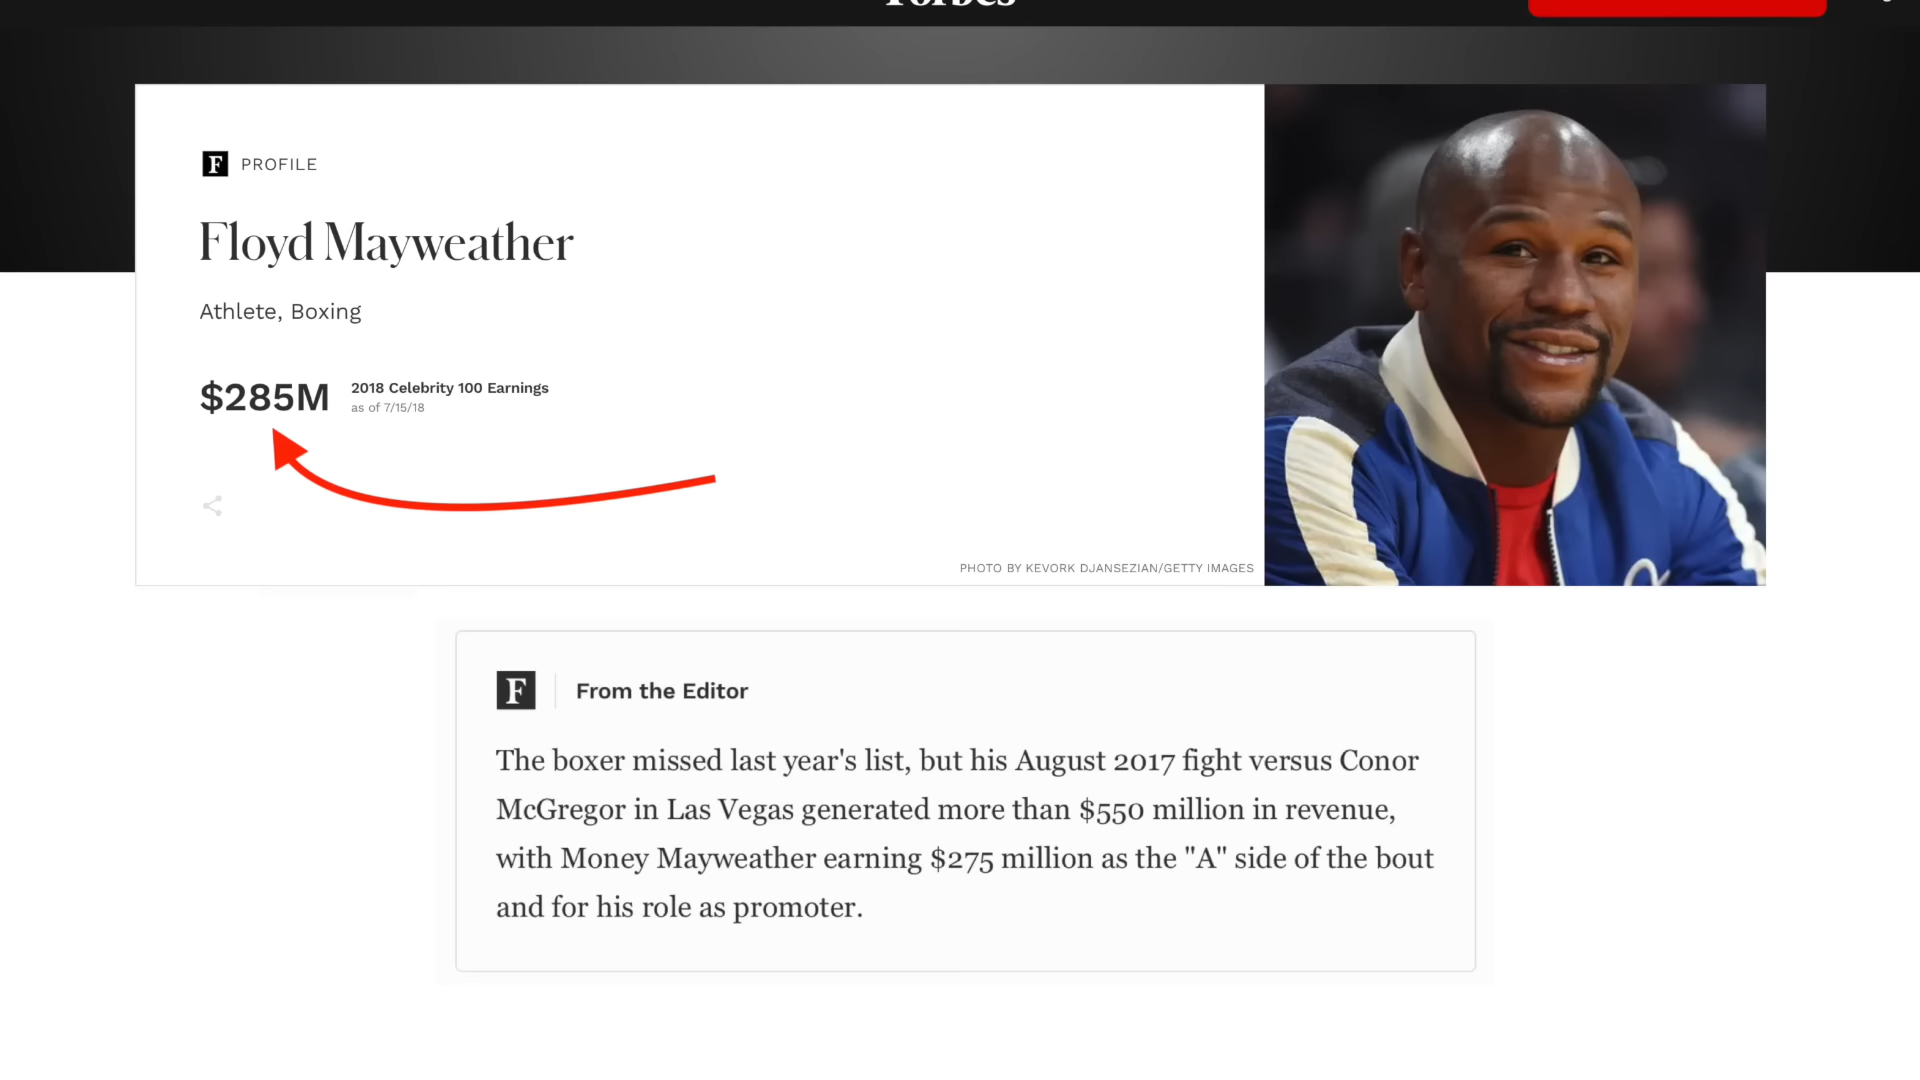 Forbes
F PROFILE
Floyd Mayweather
Athlete, Boxing
$285M 2018 Celebrity 100 Earnings
as of 7/15/18
PHOTO BY KEVORK DJANSEZIAN/GETTY IMAGES
F From the Editor
The boxer missed last year's list, but his August 2017 fight versus Conor
McGregor in Las Vegas generated more than $550 million in revenue,
with Money Mayweather earning $275 million as the "A" side of the bout
and for his role as promoter.